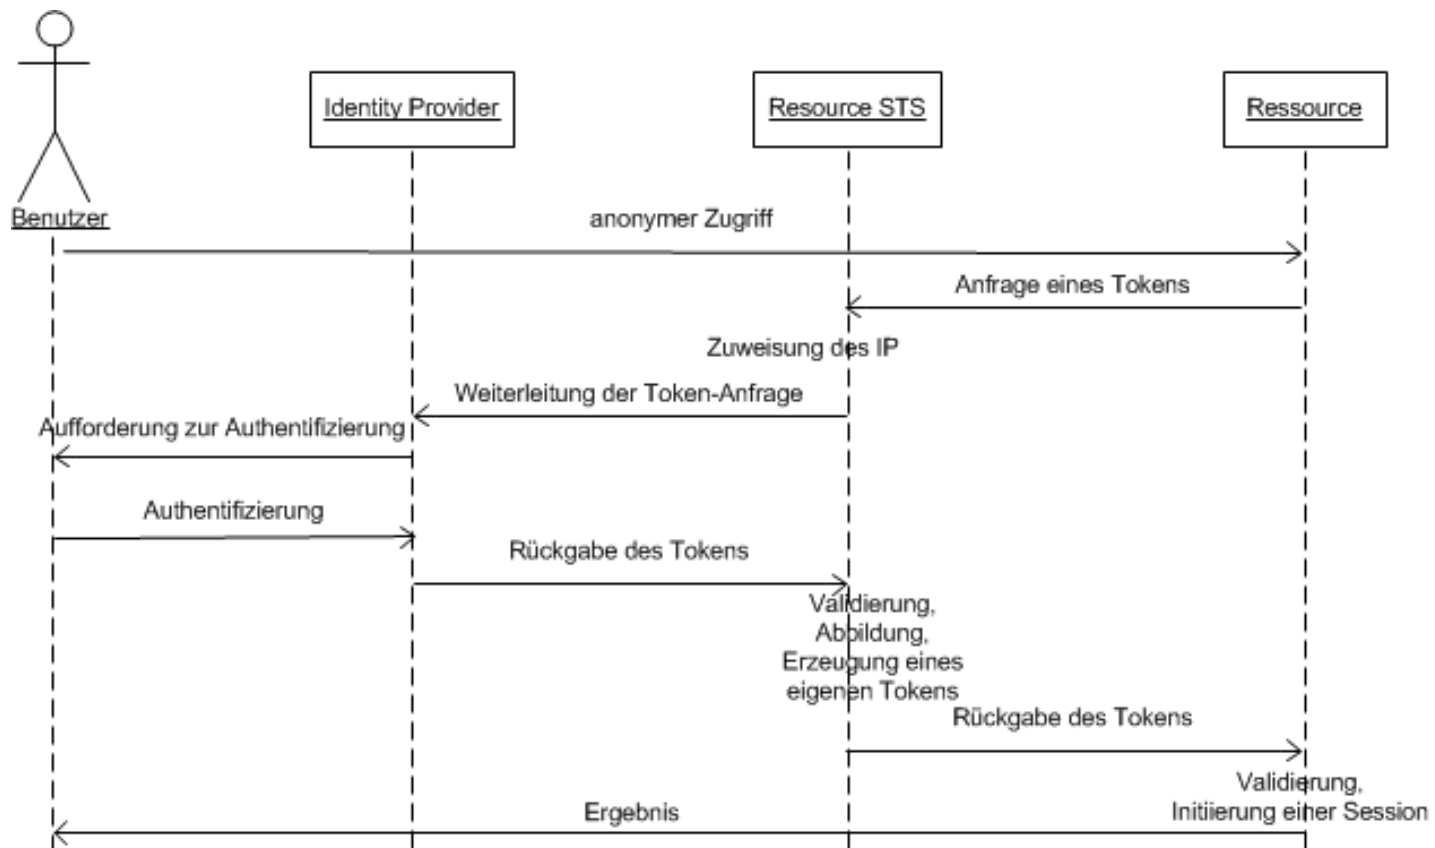 Identity Provider
Resource STS
Ressource
Benutzer
anonymer Zugriff
Anfrage eines Tokens
Zuweisung des IP
Weiterleitung der Token-Anfrage
Aufforderung zur Authentifizierung
Authentifizierung
Rückgabe des Tokens
Validierung,
Abbildung,
Erzeugung eines
eigenen Tokens
Rückgabe des Tokens
Validierung,
Initiierung einer Session
Ergebnis